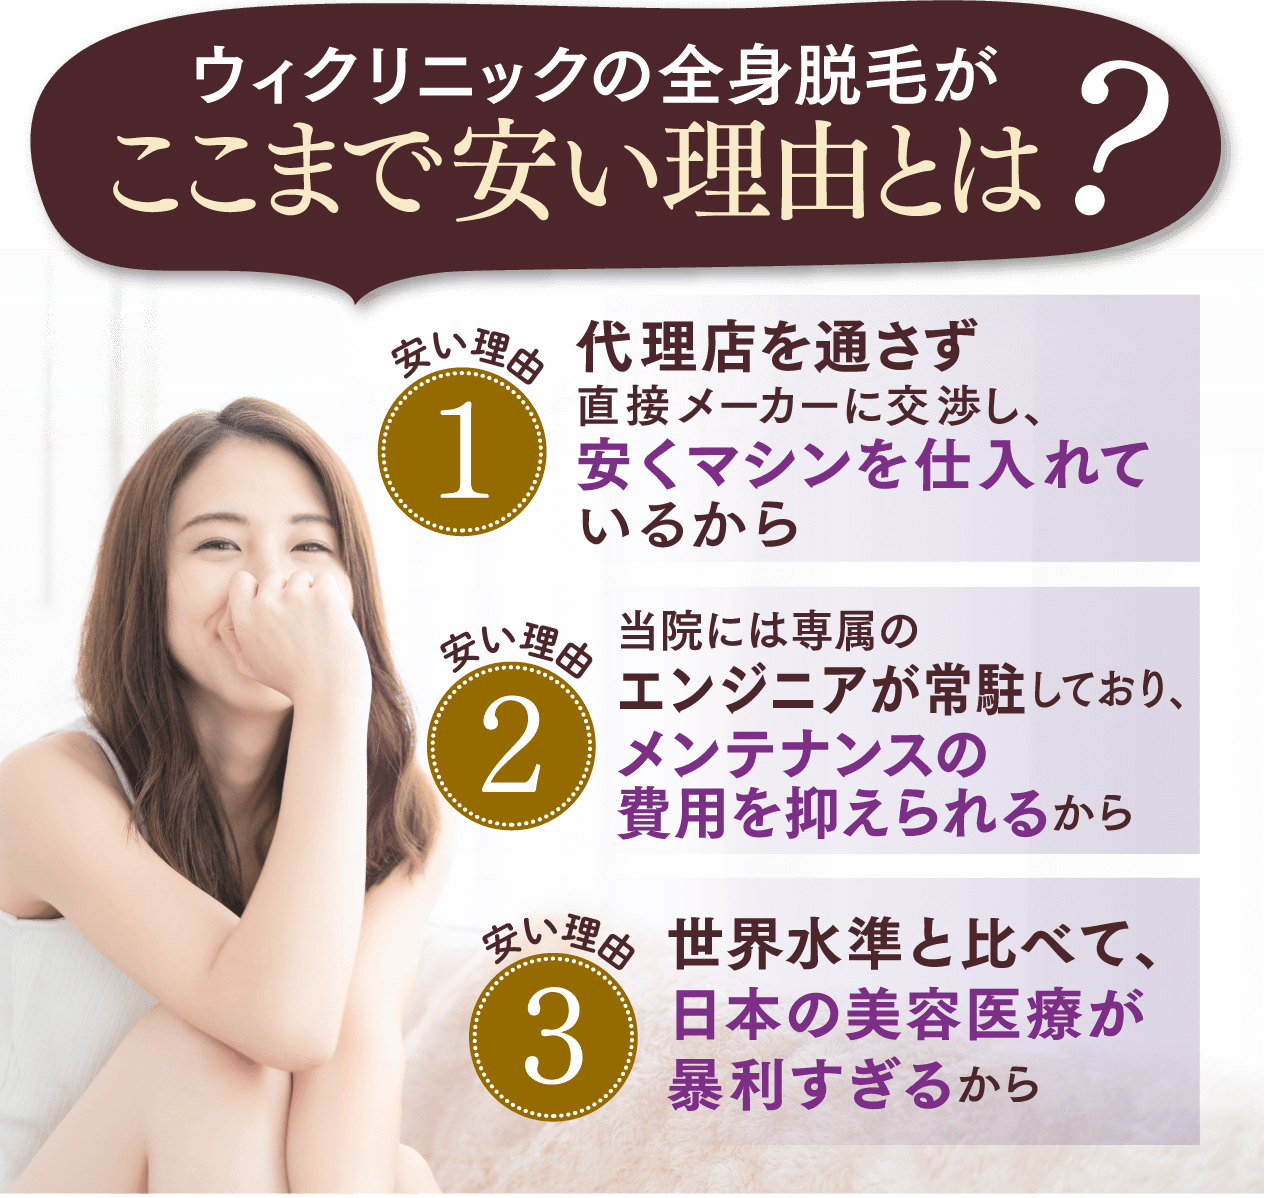 ウィクリニックの全身脱毛が
ここまで安い理由とは?
安い理由
1
代理店を通さず
直接メーカーに交渉し、
安くマシンを仕入れて
いるから
安い理由
2
当院には専属の
エンジニアが常駐しており、
メンテナンスの
費用を抑えられるから
安い理由
3
世界水準と比べて、
日本の美容医療が
暴利すぎるから